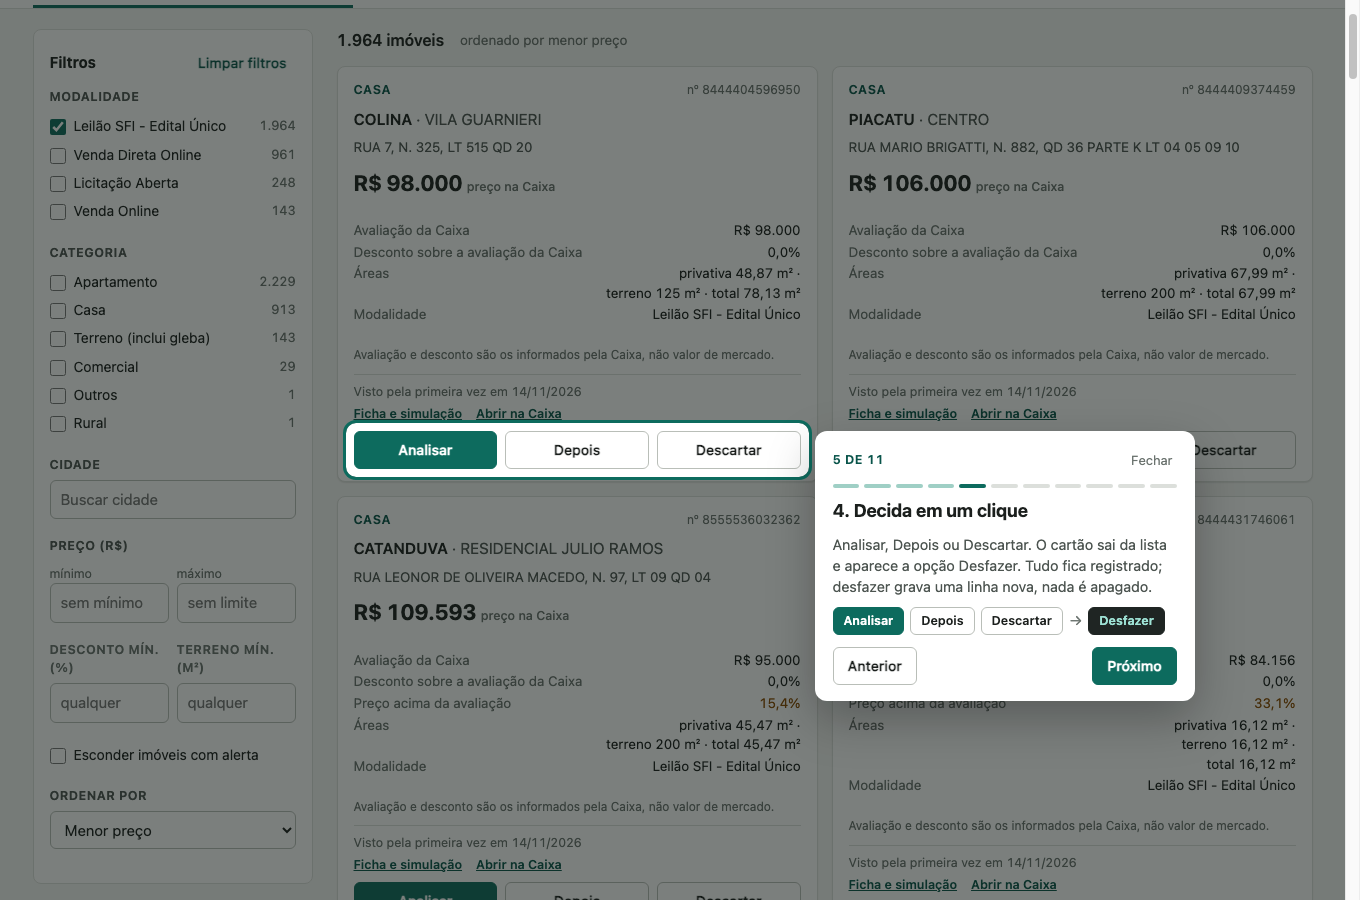 Filtros
Limpar filtros
MODALIDADE
Leilão SFI - Edital Único 1.964
Venda Direta Online 961
Licitação Aberta 248
Venda Online 143
CATEGORIA
Apartamento 2.229
Casa 913
Terreno (inclui gleba) 143
Comercial 29
Outros 1
Rural 1
CIDADE
Buscar cidade
PREÇO (R$)
mínimo máximo
sem mínimo sem limite
DESCONTO MÍN. (%)
TERRENO MÍN. (M²)
qualquer qualquer
Esconder imóveis com alerta
ORDENAR POR
Menor preço
1.964 imóveis ordenado por menor preço
CASA nº 8444404596950
COLINA · VILA GUARNIERI
RUA 7, N. 325, LT 515 QD 20
R$ 98.000 preço na Caixa
Avaliação da Caixa R$ 98.000
Desconto sobre a avaliação da Caixa 0,0%
Áreas privativa 48,87 m² ·
terreno 125 m² · total 78,13 m²
Modalidade Leilão SFI - Edital Único
Avaliação e desconto são os informados pela Caixa, não valor de mercado.
Visto pela primeira vez em 14/11/2026
Ficha e simulação Abrir na Caixa
Analisar Depois Descartar
CASA nº 8444409374459
PIACATU · CENTRO
RUA MARIO BRIGATTI, N. 882, QD 36 PARTE K LT 04 05 09 10
R$ 106.000 preço na Caixa
Avaliação da Caixa R$ 106.000
Desconto sobre a avaliação da Caixa 0,0%
Áreas privativa 67,99 m² ·
terreno 200 m² · total 67,99 m²
Modalidade Leilão SFI - Edital Único
Avaliação e desconto são os informados pela Caixa, não valor de mercado.
Visto pela primeira vez em 14/11/2026
Ficha e simulação Abrir na Caixa
Descartar
5 DE 11 Fechar
4. Decida em um clique
Analisar, Depois ou Descartar. O cartão sai da lista
e aparece a opção Desfazer. Tudo fica registrado;
desfazer grava uma linha nova, nada é apagado.
Analisar Depois Descartar → Desfazer
Anterior Próximo
CASA nº 8555536032362
CATANDUVA · RESIDENCIAL JULIO RAMOS
RUA LEONOR DE OLIVEIRA MACEDO, N. 97, LT 09 QD 04
R$ 109.593 preço na Caixa
Avaliação da Caixa R$ 95.000
Desconto sobre a avaliação da Caixa 0,0%
Preço acima da avaliação 15,4%
Áreas privativa 45,47 m² ·
terreno 200 m² · total 45,47 m²
Modalidade Leilão SFI - Edital Único
Avaliação e desconto são os informados pela Caixa, não valor de mercado.
Visto pela primeira vez em 14/11/2026
Ficha e simulação Abrir na Caixa
Analisar Depois Descartar
8444431746061
R$ 84.156
0,0%
Preço acima da avaliação 33,1%
Áreas privativa 16,12 m² ·
terreno 16,12 m² ·
total 16,12 m²
Modalidade Leilão SFI - Edital Único
Avaliação e desconto são os informados pela Caixa, não valor de mercado.
Visto pela primeira vez em 14/11/2026
Ficha e simulação Abrir na Caixa